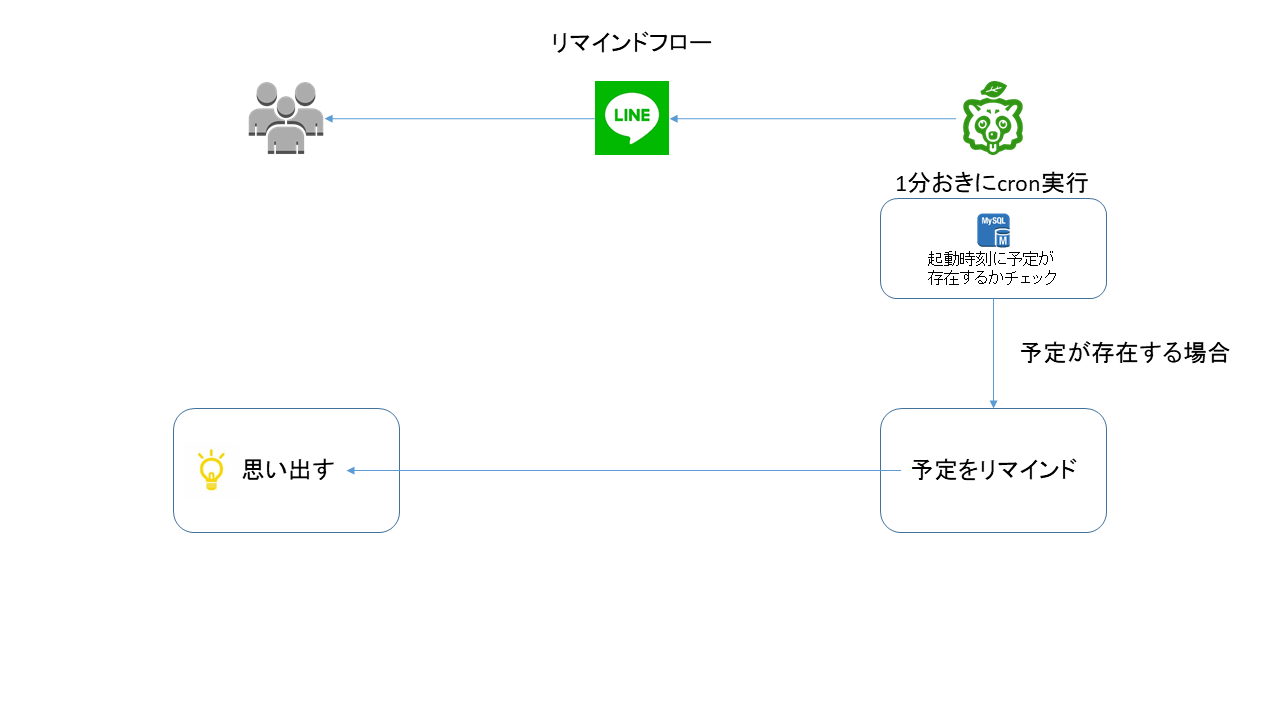 リマインドフロー
LINE
1分おきにcron実行
MySQL
M
起動時刻に予定が
存在するかチェック
予定が存在する場合
思い出す
予定をリマインド